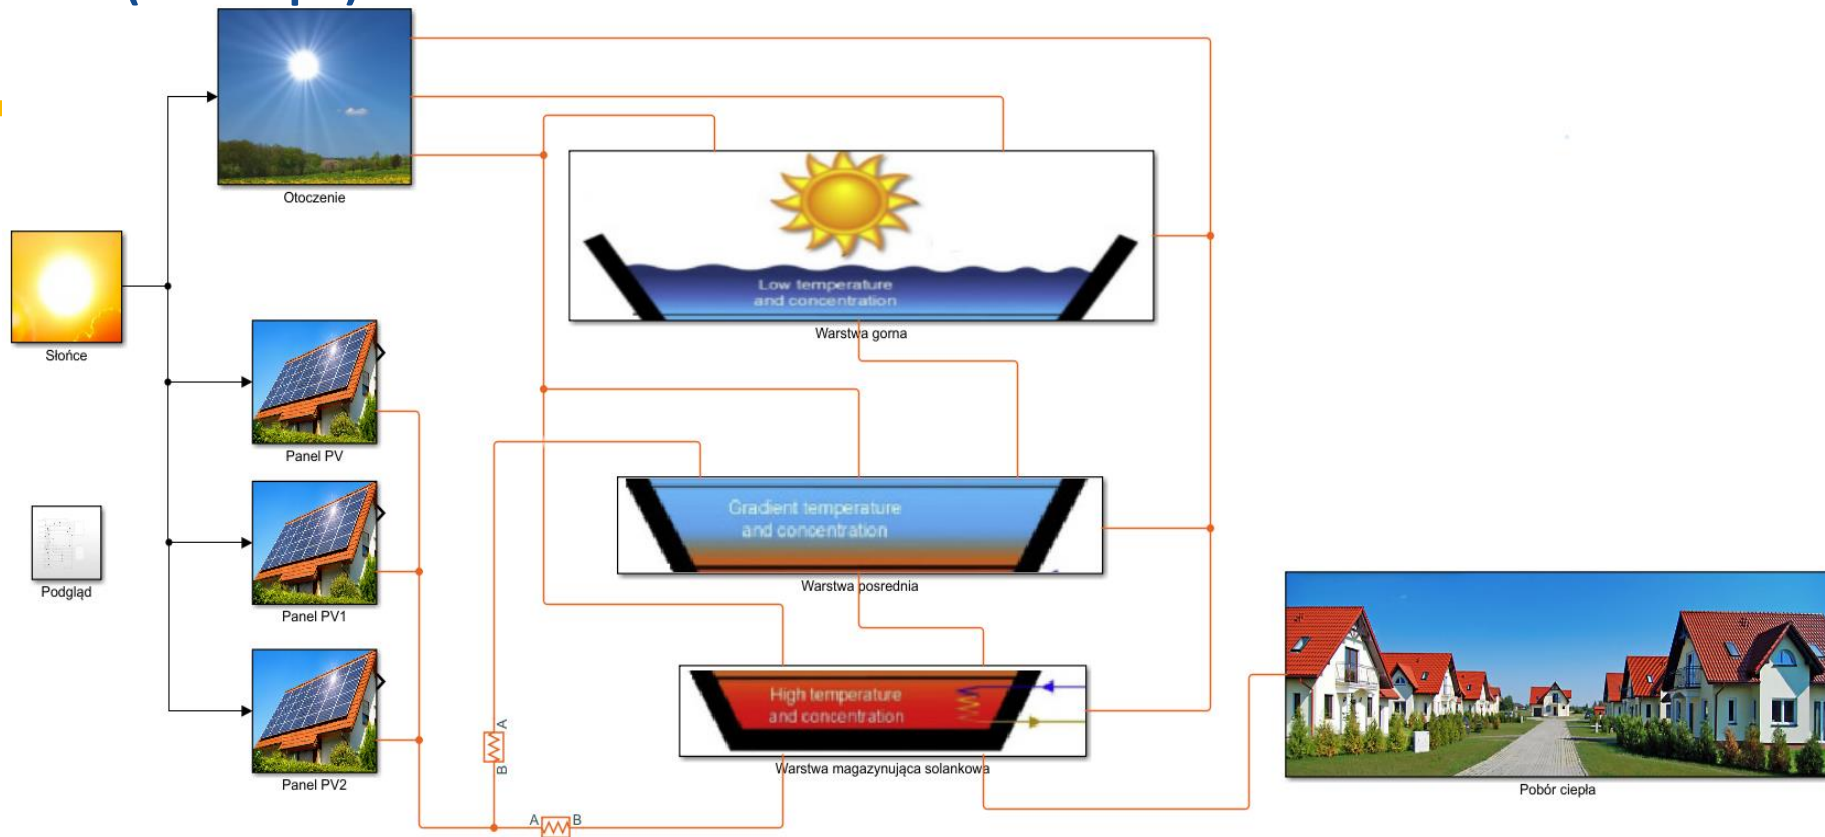 Otoczenie
Słońce
Low temperature
and concentration
Warstwa gorna
Panel PV
Gradient temperature
and concentration
Warstwa posrednia
Podgląd
Panel PV1
High temperature
and concentration
Warstwa magazynująca solankowa
A
B
Panel PV2
A
B
Pobór ciepła